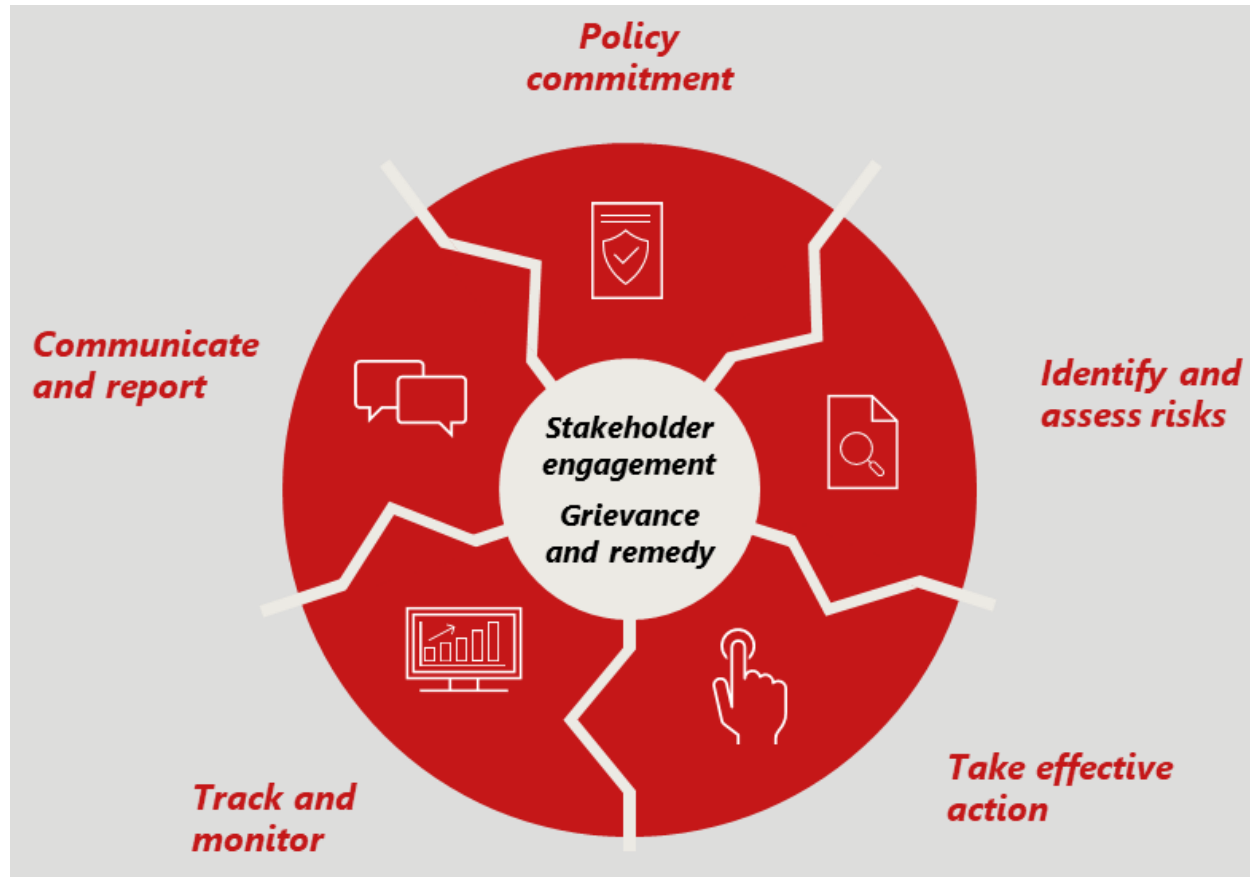 Policy
commitment
Identify and
assess risks
Take effective
action
Track and
monitor
Communicate
and report
Stakeholder
engagement
Grievance
and remedy